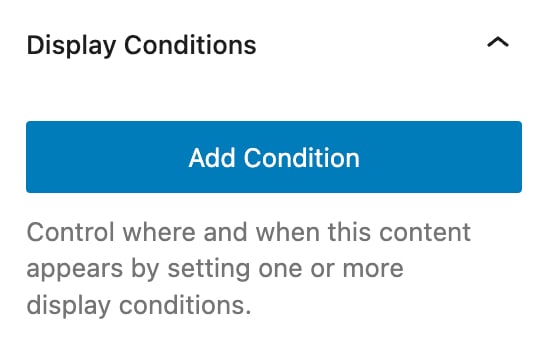 Display Conditions
Add Condition
Control where and when this content
appears by setting one or more
display conditions.